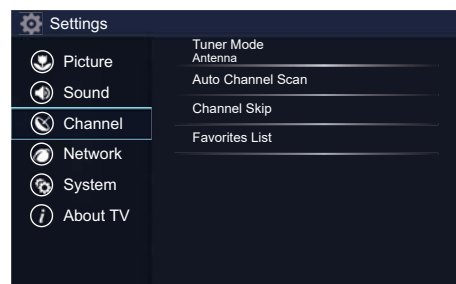 Settings
Picture
Sound
Channel
Network
System
About TV
Tuner Mode
Antenna
Auto Channel Scan
Channel Skip
Favorites List